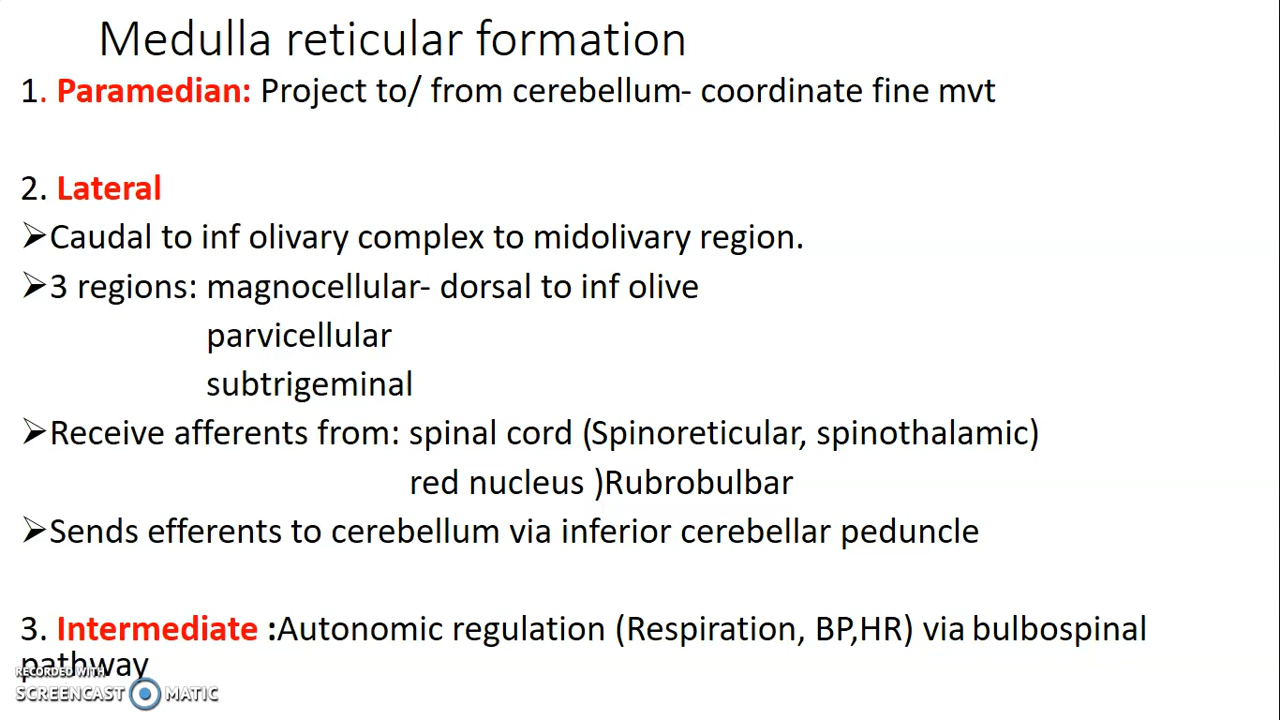 Medulla reticular formation
1. Paramedian: Project to/ from cerebellum- coordinate fine mvt
2. Lateral
➢Caudal to inf olivary complex to midolivary region.
➢3 regions: magnocellular- dorsal to inf olive
parvicellular
subtrigeminal
➢Receive afferents from: spinal cord (Spinoreticular, spinothalamic)
red nucleus )Rubrobulbar
➢Sends efferents to cerebellum via inferior cerebellar peduncle
3. Intermediate :Autonomic regulation (Respiration, BP,HR) via bulbospinal
pathway
RECORDED WITH
SCREENCAST MATIC